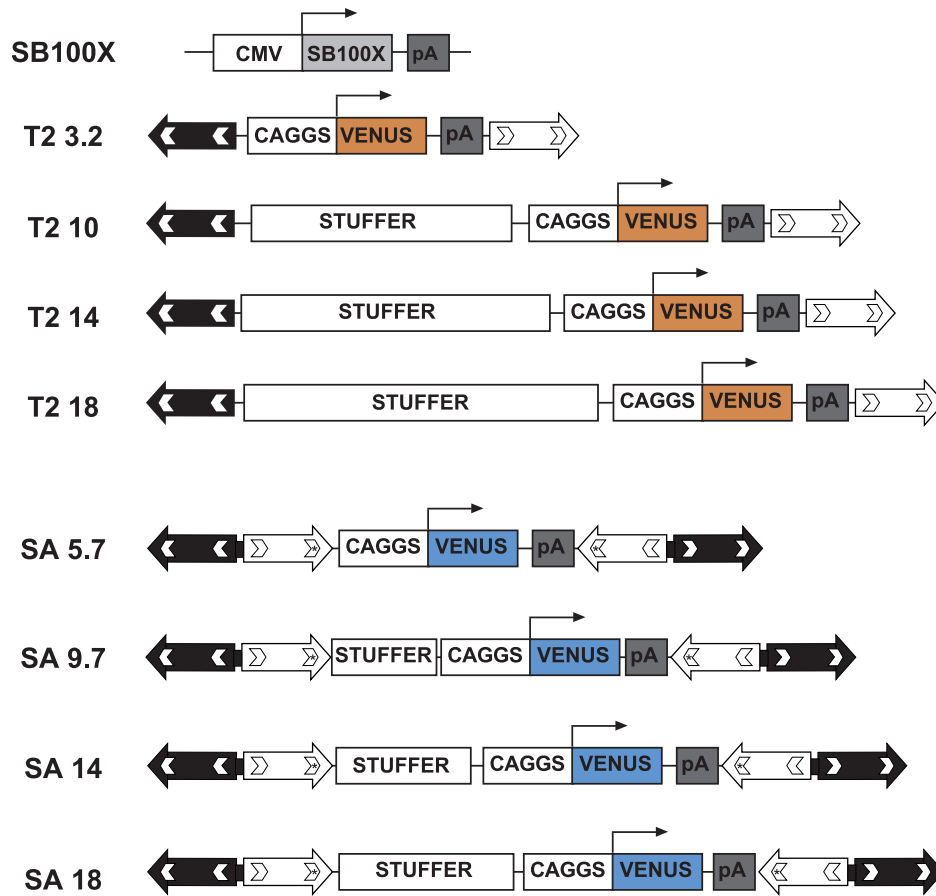 SB100X CMV SB100X pA
T2 3.2 CAGGS VENUS pA
T2 10 STUFFER CAGGS VENUS pA
T2 14 STUFFER CAGGS VENUS pA
T2 18 STUFFER CAGGS VENUS pA
SA 5.7 * CAGGS VENUS pA *
SA 9.7 * STUFFER CAGGS VENUS pA *
SA 14 * STUFFER CAGGS VENUS pA *
SA 18 * STUFFER CAGGS VENUS pA *